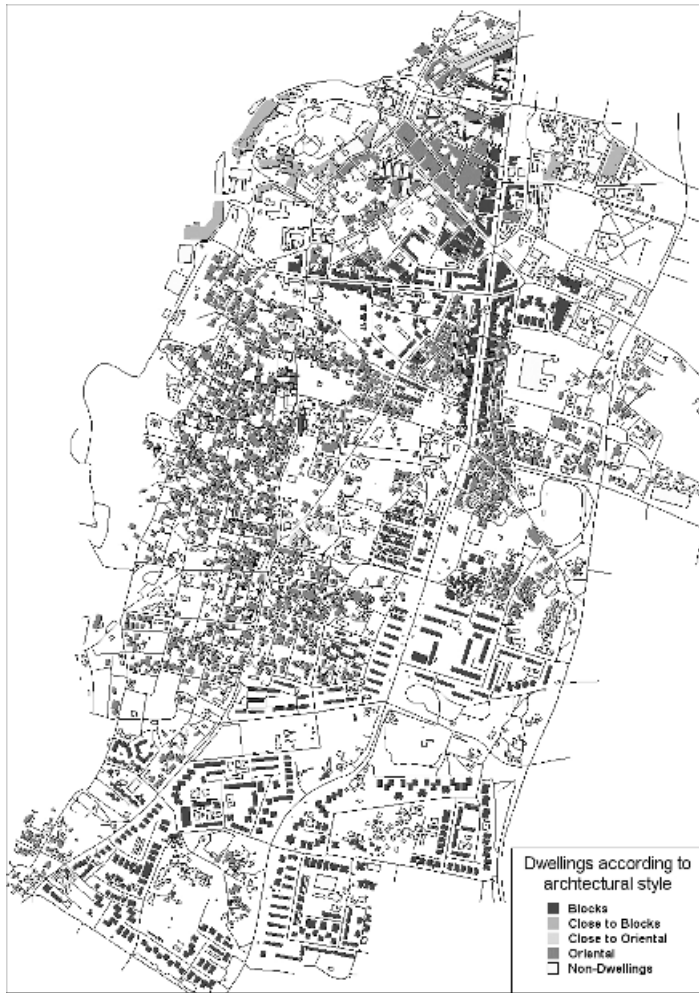 Dwellings according to
archtectural style
Blocks
Close to Blocks
Close to Oriental
Oriental
Non-Dwellings